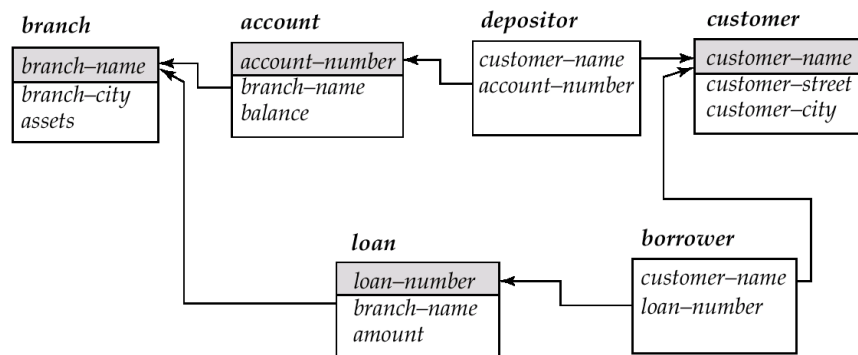 branch
branch–name
branch–city
assets
account
account–number
branch–name
balance
depositor
customer–name
account–number
customer
customer–name
customer–street
customer–city
loan
loan–number
branch–name
amount
borrower
customer–name
loan–number